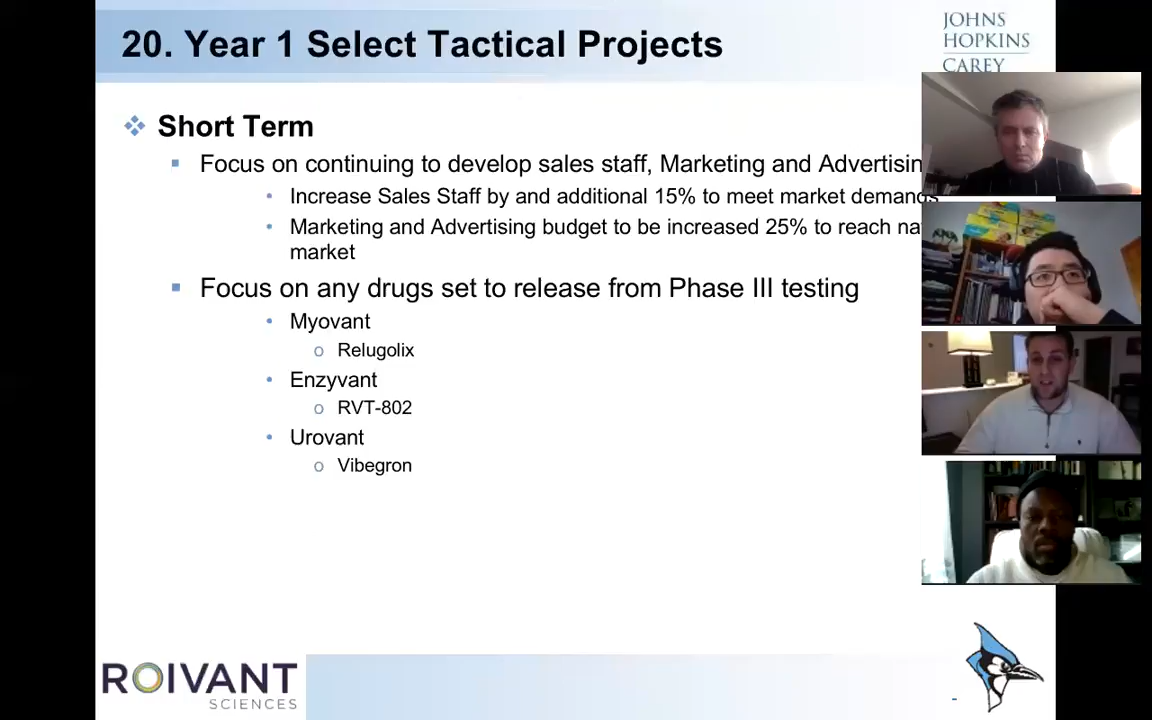 20. Year 1 Select Tactical Projects
JOHNS
HOPKINS
CAREY
Short Term
Focus on continuing to develop sales staff, Marketing and
Increase Sales Staff by and additional 15% to meet market demands
Marketing and Advertising budget to be increased 25% to reach
market
Focus on any drugs set to release from Phase III testing
Myovant
Relugolix
Enzyvant
RVT-802
Urovant
Vibegron
ROIVANT
SCIENCES